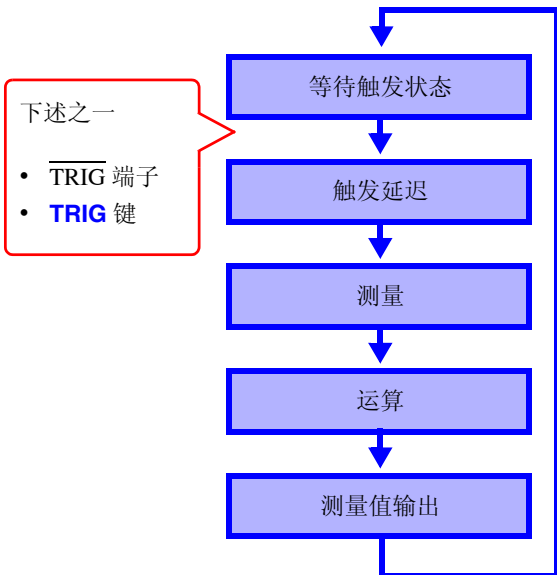 等待触发状态
下述之一
• T̅R̅I̅G̅ 端子
• TRIG 键
触发延迟
测量
运算
测量值输出